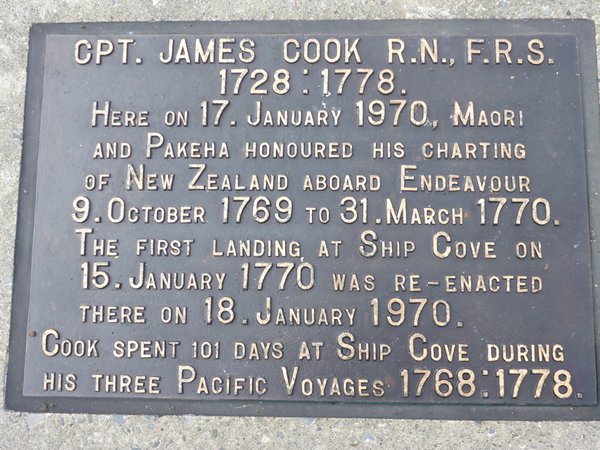 CPT. JAMES COOK R.N., F.R.S.
1728:1778.
HERE ON 17. JANUARY 1970, MAORI
AND PAKEHA HONOURED HIS CHARTING
OF NEW ZEALAND ABOARD ENDEAVOUR
9. OCTOBER 1769 TO 31. MARCH 1770.
THE FIRST LANDING AT SHIP COVE ON
15. JANUARY 1770 WAS RE-ENACTED
THERE ON 18. JANUARY 1970.
COOK SPENT 101 DAYS AT SHIP COVE DURING
HIS THREE PACIFIC VOYAGES 1768:1778.